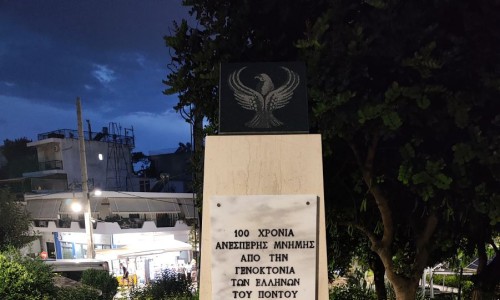 100 ΧΡΟΝΙΑ
ΑΝΕΣΠΕΡΗΣ ΜΝΗΜΗΣ
ΑΠΟ ΤΗΝ
ΓΕΝΟΚΤΟΝΙΑ
ΤΩΝ ΕΛΛΗΝΩΝ
ΤΟΥ ΠΟΝΤΟΥ